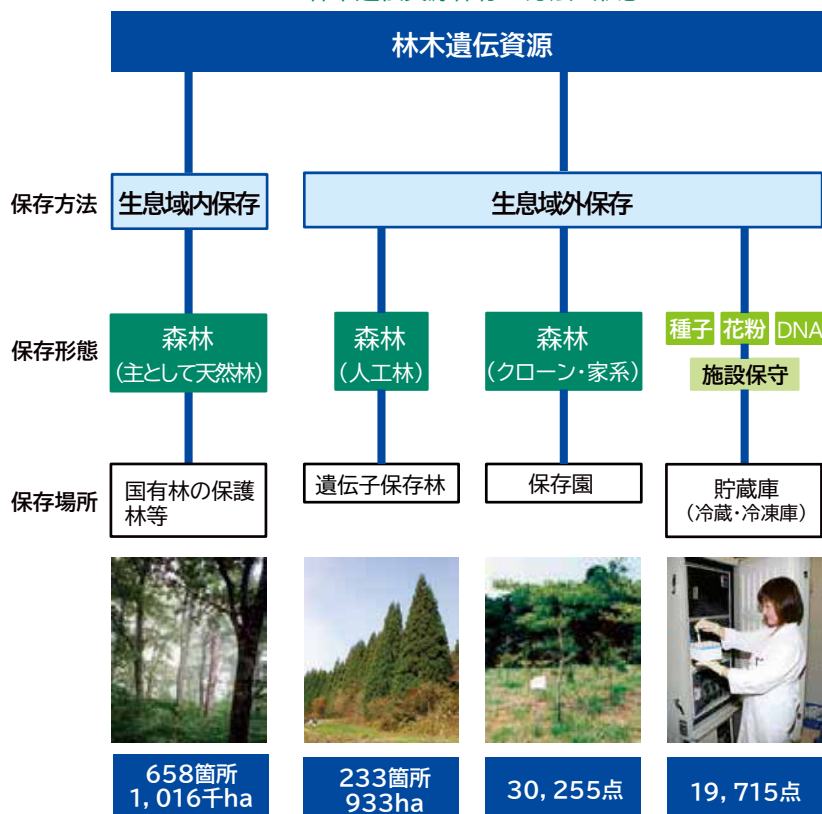 林木遺伝資源
保存方法
生息域内保存
生息域外保存
保存形態
森林
(主として天然林)
森林
(人工林)
森林
(クローン・家系)
種子 花粉 DNA
施設保守
保存場所
国有林の保護
林等
遺伝子保存林
保存園
貯蔵庫
(冷蔵・冷凍庫)
658箇所
1,016千ha
233箇所
933ha
30,255点
19,715点